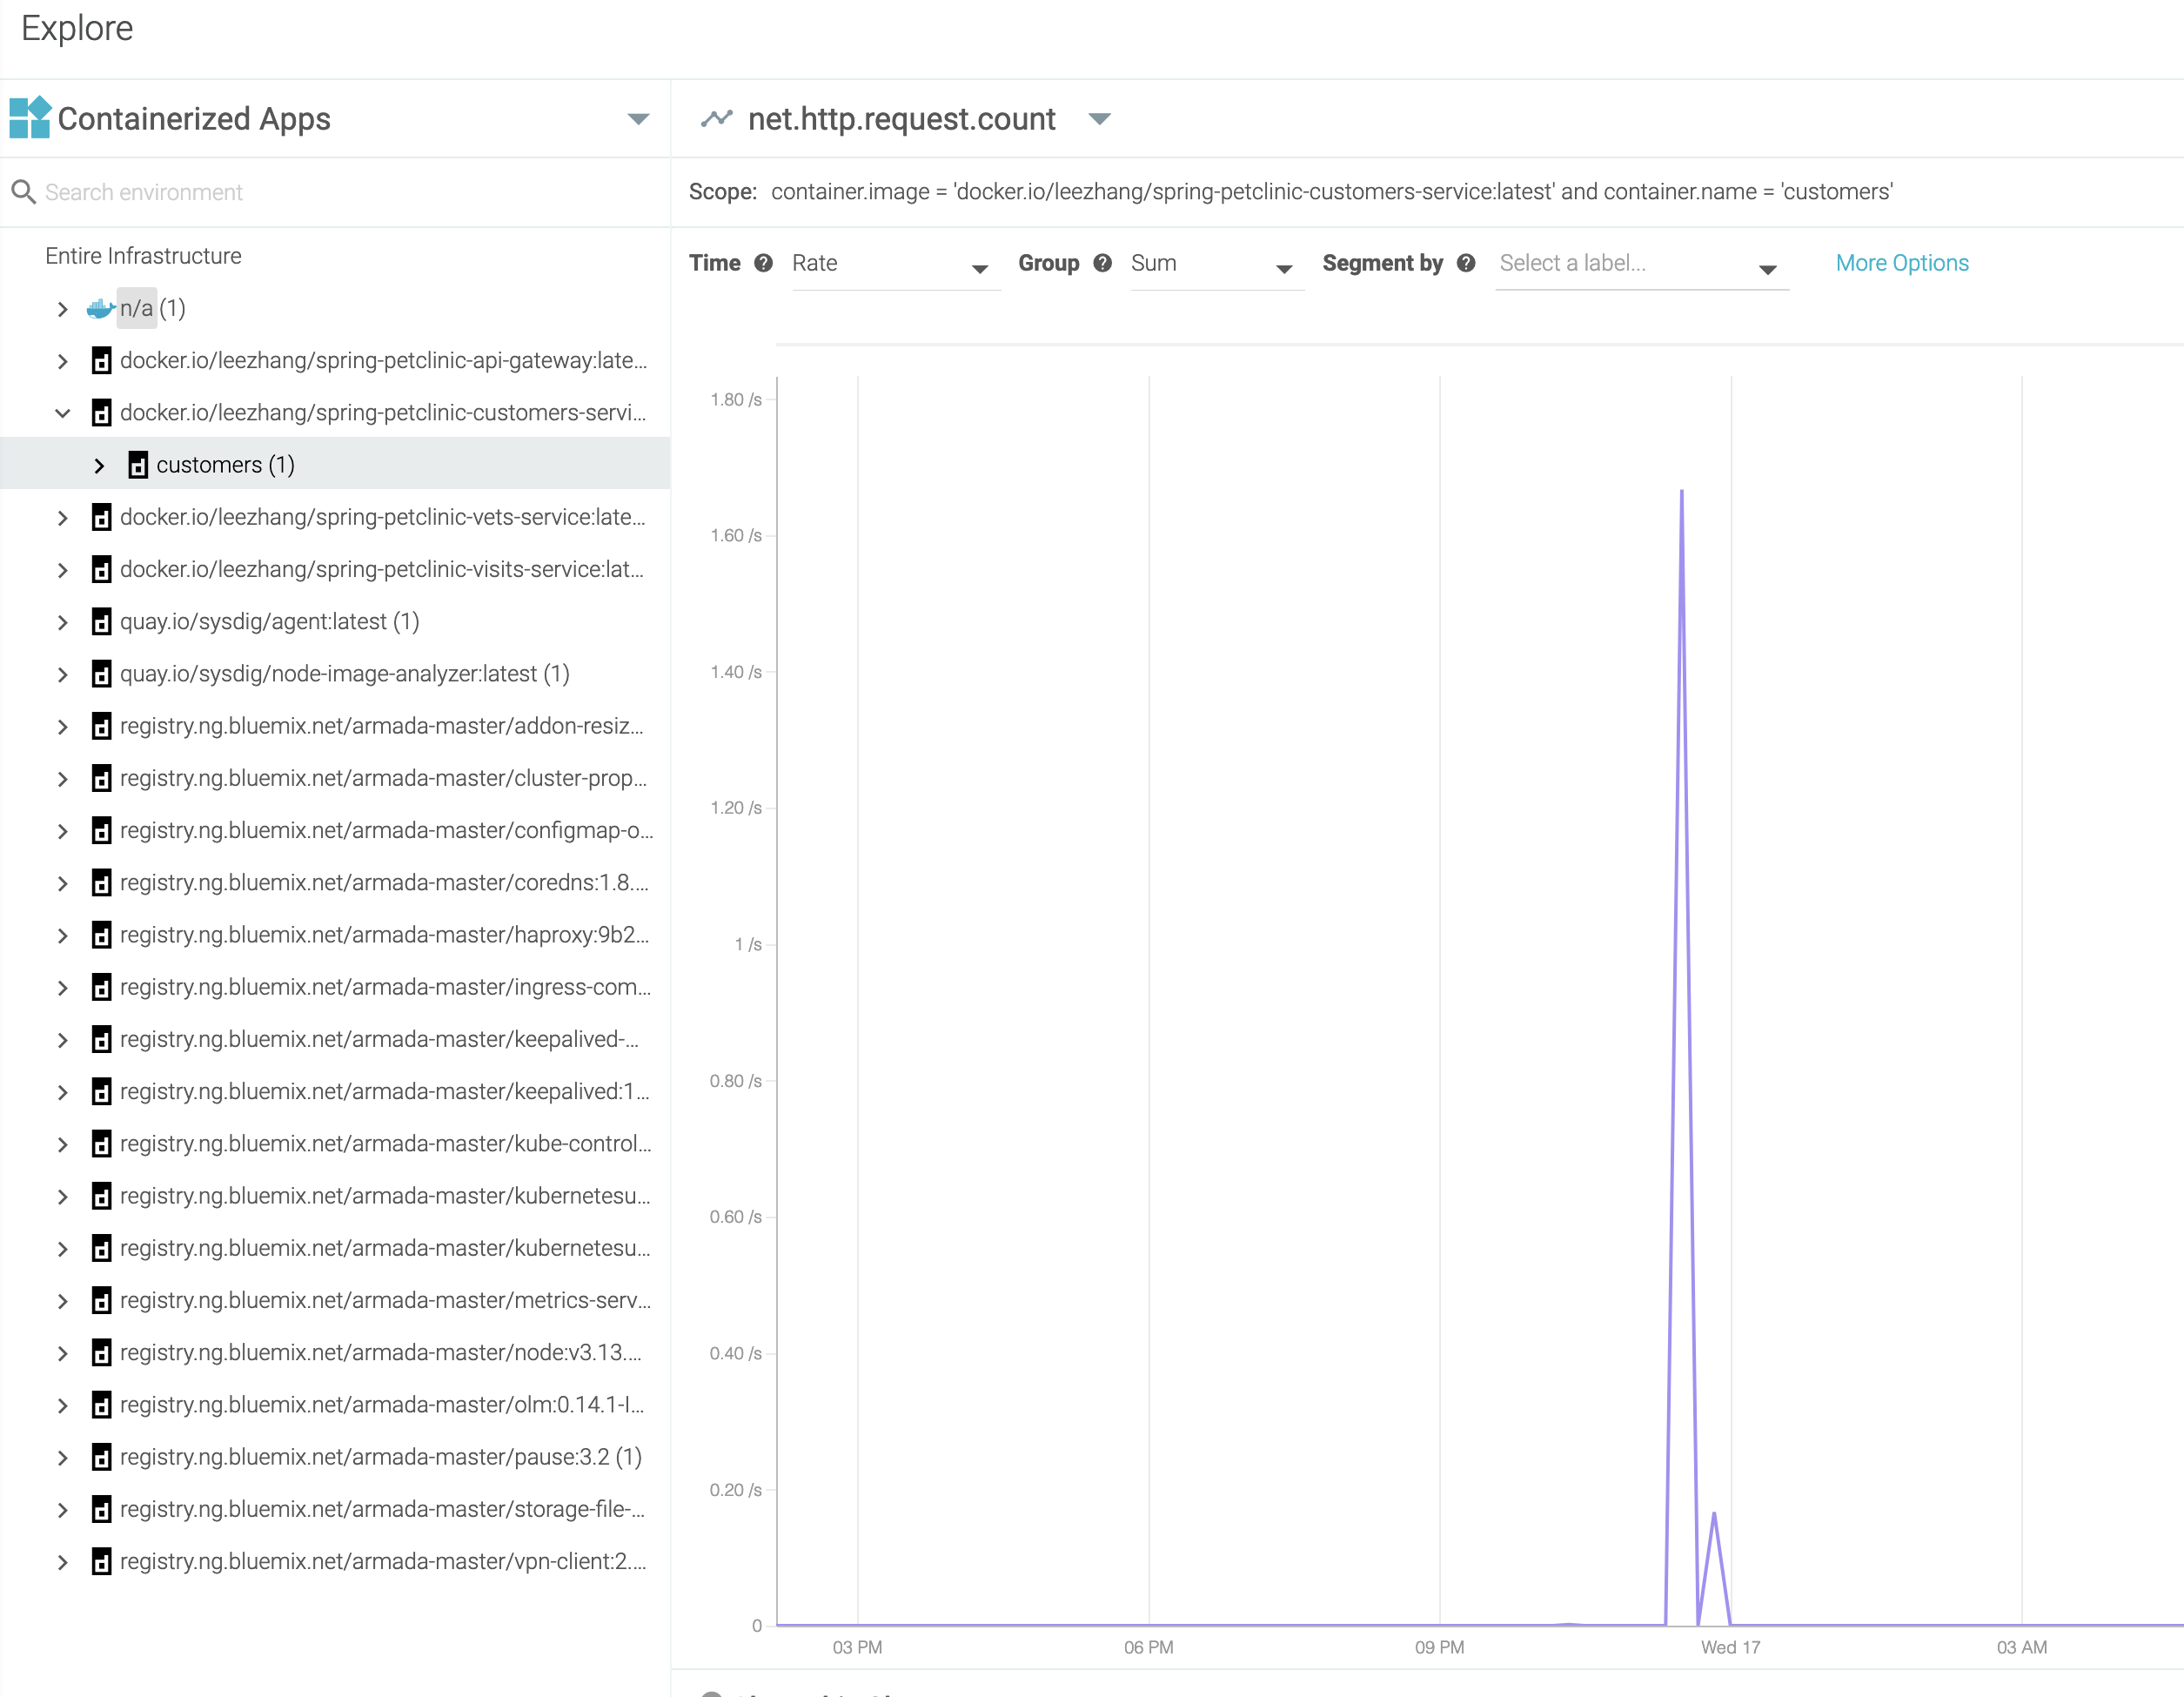 Explore
Containerized Apps
Search environment
Entire Infrastructure
n/a (1)
docker.io/leezhang/spring-petclinic-api-gateway:late...
docker.io/leezhang/spring-petclinic-customers-servi...
customers (1)
docker.io/leezhang/spring-petclinic-vets-service:late...
docker.io/leezhang/spring-petclinic-visits-service:lat...
quay.io/sysdig/agent:latest (1)
quay.io/sysdig/node-image-analyzer:latest (1)
registry.ng.bluemix.net/armada-master/addon-resiz...
registry.ng.bluemix.net/armada-master/cluster-prop...
registry.ng.bluemix.net/armada-master/configmap-o...
registry.ng.bluemix.net/armada-master/coredns:1.8....
registry.ng.bluemix.net/armada-master/haproxy:9b2...
registry.ng.bluemix.net/armada-master/ingress-com...
registry.ng.bluemix.net/armada-master/keepalived-...
registry.ng.bluemix.net/armada-master/keepalived:1...
registry.ng.bluemix.net/armada-master/kube-control...
registry.ng.bluemix.net/armada-master/kubernetesu...
registry.ng.bluemix.net/armada-master/kubernetesu...
registry.ng.bluemix.net/armada-master/metrics-serv...
registry.ng.bluemix.net/armada-master/node:v3.13....
registry.ng.bluemix.net/armada-master/olm:0.14.1-I...
registry.ng.bluemix.net/armada-master/pause:3.2 (1)
registry.ng.bluemix.net/armada-master/storage-file-...
registry.ng.bluemix.net/armada-master/vpn-client:2....
net.http.request.count
Scope: container.image = 'docker.io/leezhang/spring-petclinic-customers-service:latest' and container.name = 'customers'
Time Rate Group Sum Segment by Select a label... More Options
1.80 /s
1.60 /s
1.40 /s
1.20 /s
1 /s
0.80 /s
0.60 /s
0.40 /s
0.20 /s
0
03 PM 06 PM 09 PM Wed 17 03 AM